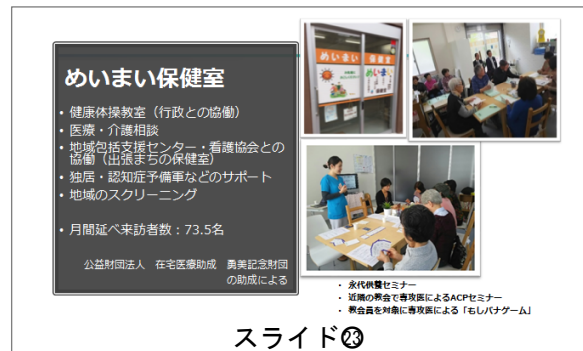 めいまい保健室
• 健康体操教室（行政との協働）
• 医療・介護相談
• 地域包括支援センター・看護協会との
協働（出張まちの保健室）
• 独居・認知症予備軍などのサポート
• 地域のスクリーニング
• 月間延べ来訪者数：73.5名
公益財団法人　在宅医療助成　勇美記念財団
の助成による
めいまい
保健室
• 永代供養セミナー
• 近隣の教会で専攻医によるACPセミナー
• 教会員を対象に専攻医による「もしバナゲーム」
スライド㉓